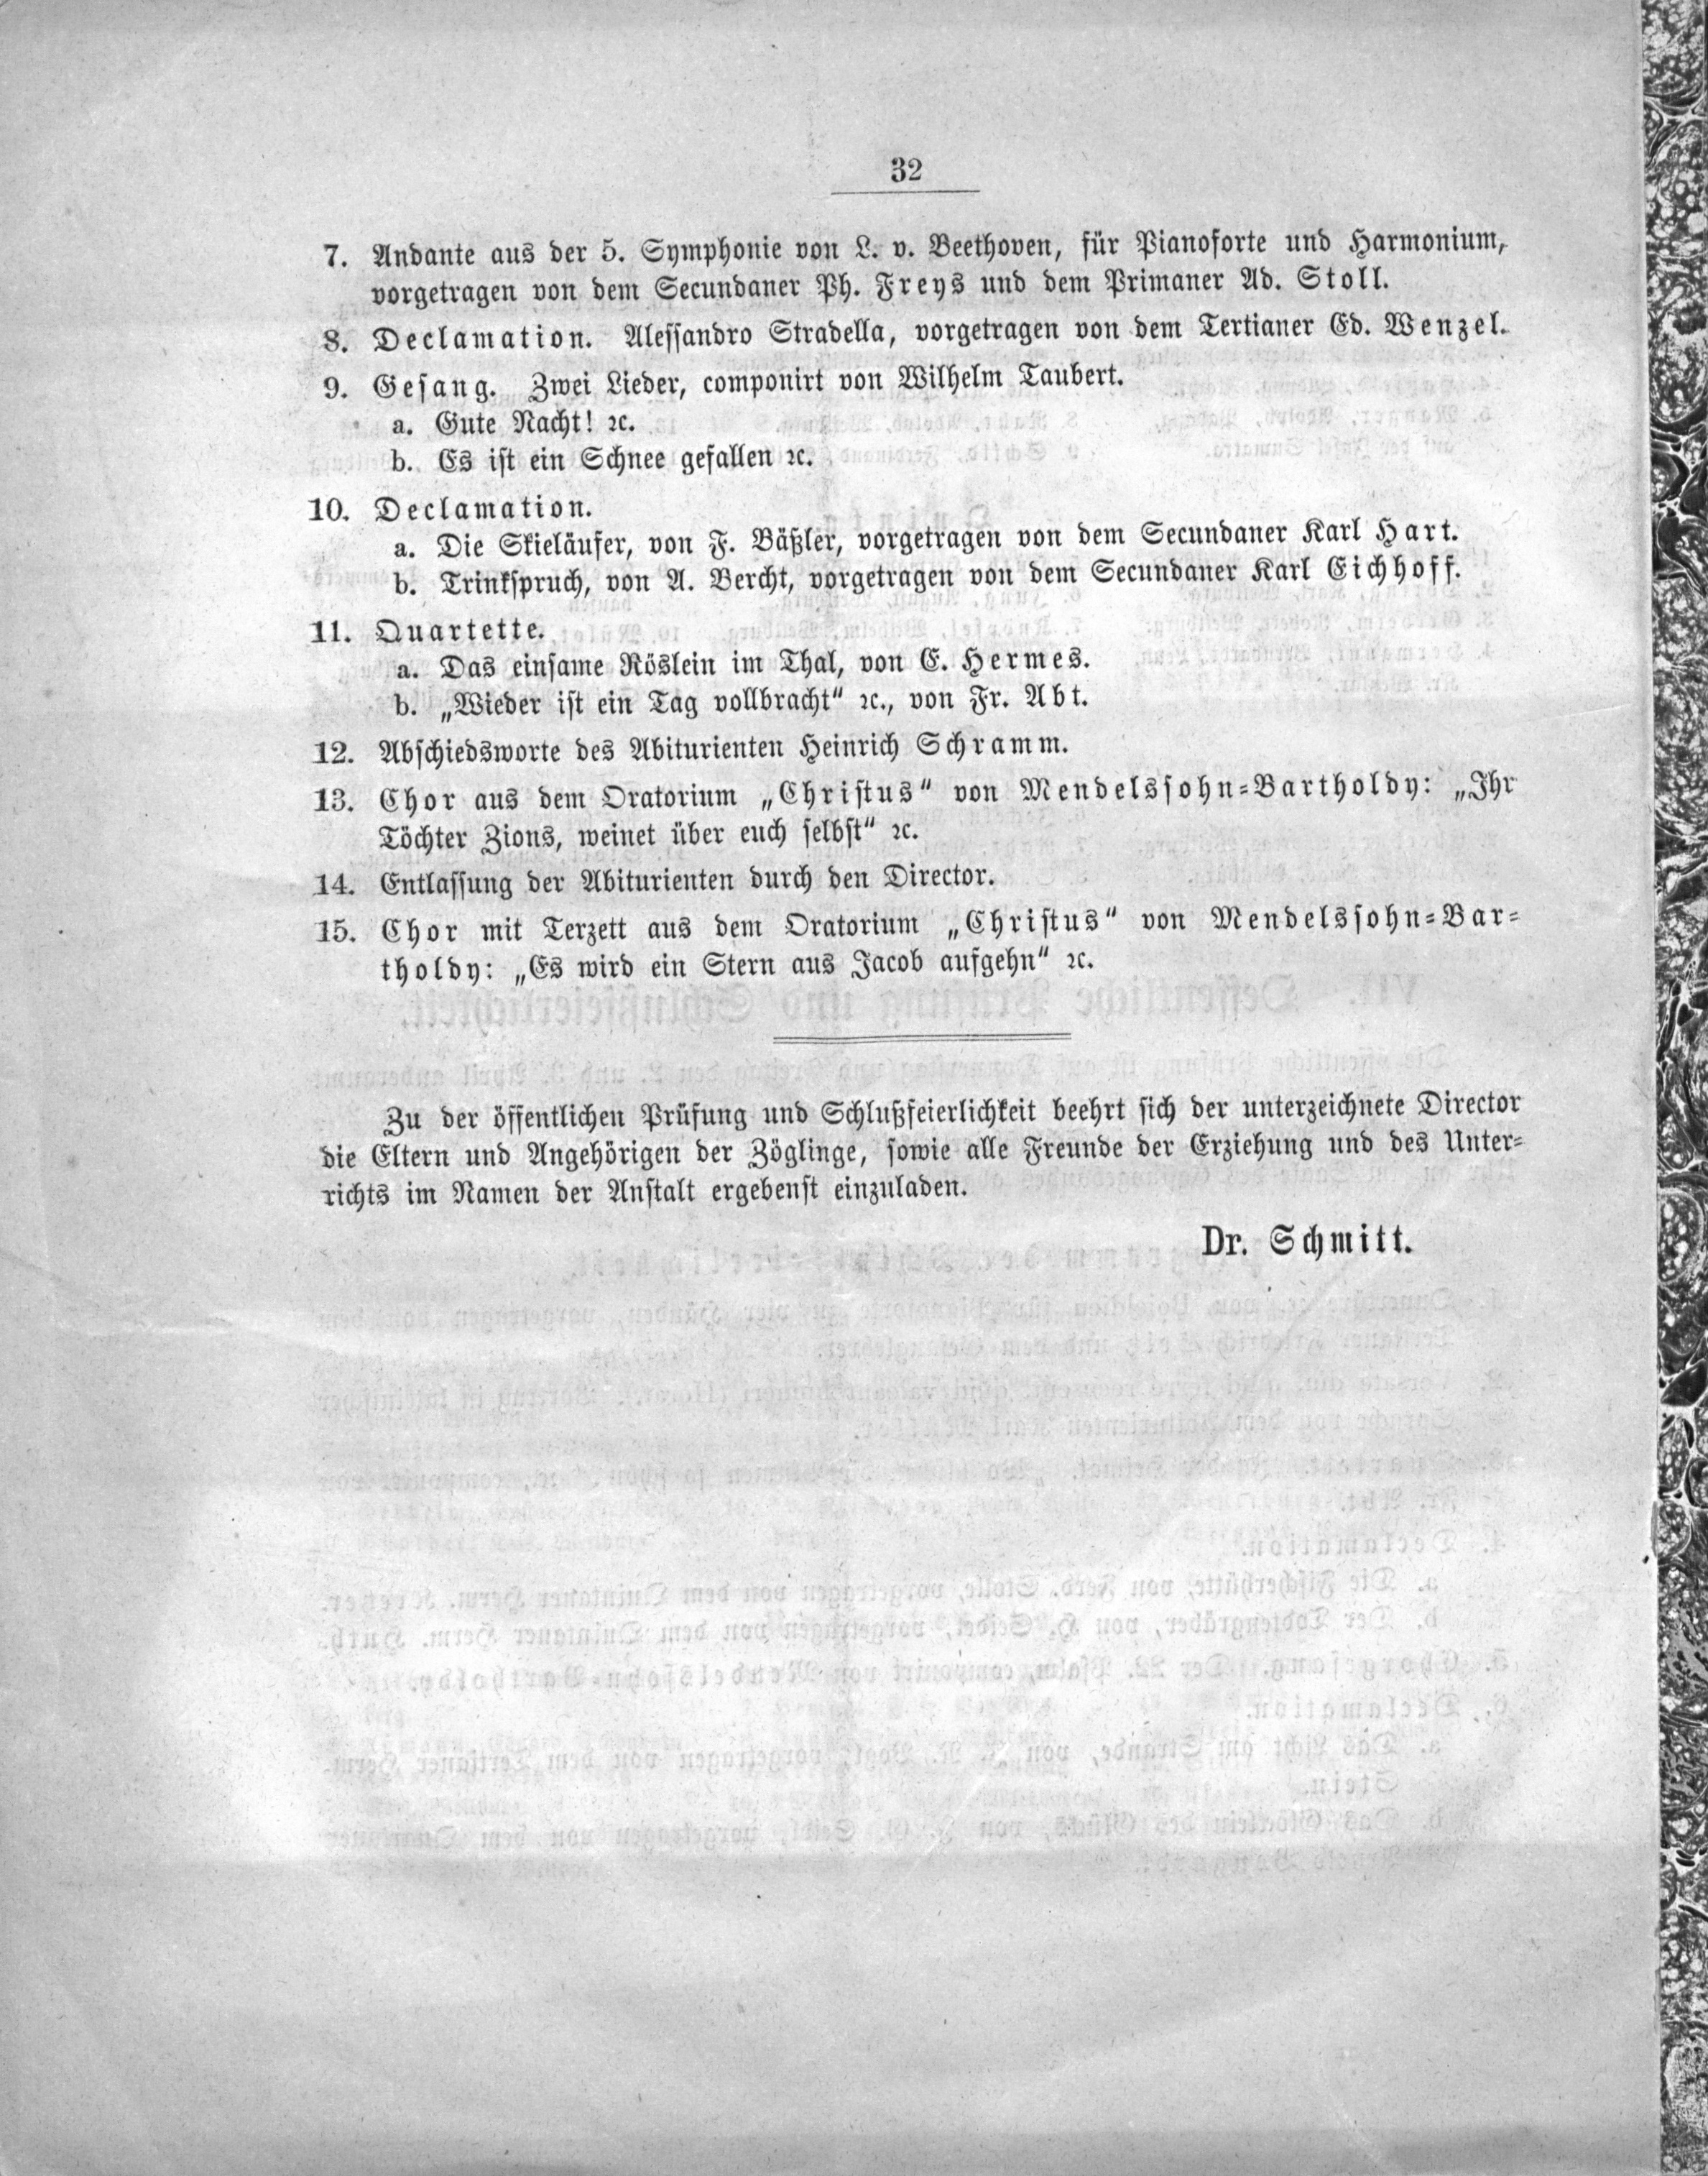 32
7. Andante aus der 5. Symphonie von L. v. Beethoven, für Pianoforte und Harmonium,
vorgetragen von dem Secundaner Ph. Freys und dem Primaner Ad. Stoll.
8. Declamation. Alessandro Stradella, vorgetragen von dem Tertianer Ed. Wenzel.
9. Gesang. Zwei Lieder, componirt von Wilhelm Taubert.
a. Gute Nacht! ꝛc.
b. Es ist ein Schnee gefallen ꝛc.
10. Declamation.
a. Die Skieläufer, von F. Bäßler, vorgetragen von dem Secundaner Karl Hart.
b. Trinkspruch, von A. Bercht, vorgetragen von dem Secundaner Karl Eichhoff.
11. Quartette.
a. Das einsame Röslein im Thal, von E. Hermes.
b. „Wieder ist ein Tag vollbracht“ ꝛc., von Fr. Abt.
12. Abschiedsworte des Abiturienten Heinrich Schramm.
13. Chor aus dem Oratorium „Christus“ von Mendelssohn-Bartholdy: „Ihr
Töchter Zions, weinet über euch selbst“ ꝛc.
14. Entlassung der Abiturienten durch den Director.
15. Chor mit Terzett aus dem Oratorium „Christus“ von Mendelssohn-Bar-
tholdy: „Es wird ein Stern aus Jacob aufgehn“ ꝛc.
Zu der öffentlichen Prüfung und Schlußfeierlichkeit beehrt sich der unterzeichnete Director
die Eltern und Angehörigen der Zöglinge, sowie alle Freunde der Erziehung und des Unter-
richts im Namen der Anstalt ergebenst einzuladen.
Dr. Schmitt.